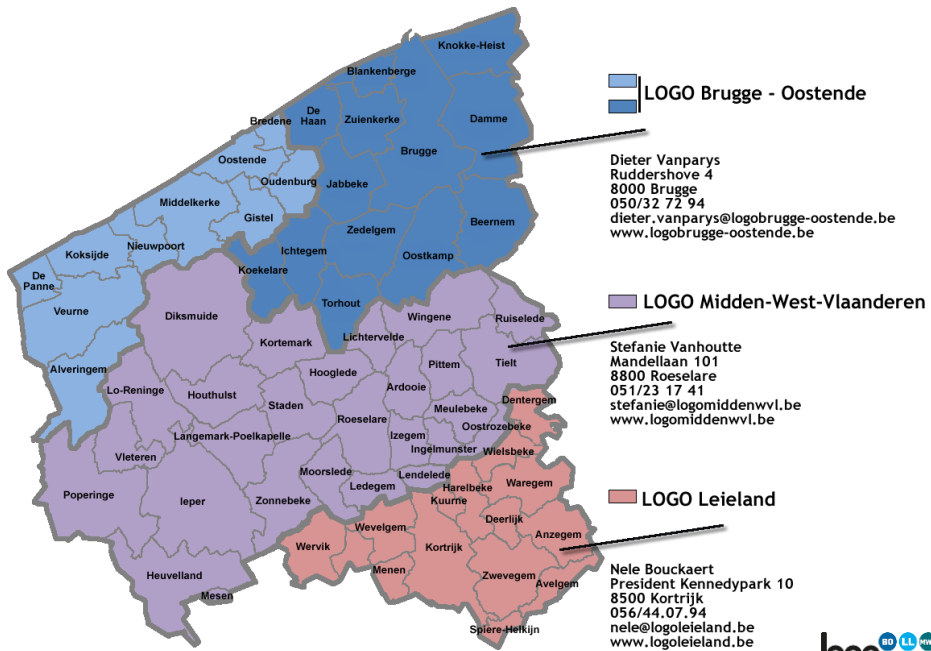 Knokke-Heist
Blankenberge
De
Haan
Bredene
Zuienkerke
Damme
Brugge
Oostende
Oudenburg
Jabbeke
Middelkerke
Gistel
Beernem
Zedelgem
Nieuwpoort
Ichtegem
Koksijde
Oostkamp
Koekelare
De
Panne
Torhout
Veurne
Diksmuide
Wingene
Ruiselede
Lichtervelde
Kortemark
Pittem
Tielt
Alveringem
Hooglede
Ardooie
Lo-Reninge
Houthulst
Dentergem
Staden
Meulebeke
Roeselare
Oostrozebeke
Langemark-Poelkapelle
Izegem
Ingelmunster
Wielsbeke
Vleteren
Moorslede
Lendelede
Waregem
Ledegem
Harelbeke
Poperinge
Ieper
Zonnebeke
Kuurne
Deerlijk
Wevelgem
Anzegem
Wervik
Kortrijk
Menen
Zwevegem
Heuvelland
Avelgem
Mesen
Spiere-Helkijn
LOGO Brugge - Oostende
Dieter Vanparys
Ruddershove 4
8000 Brugge
050/32 72 94
dieter.vanparys@logobrugge-oostende.be
www.logobrugge-oostende.be
LOGO Midden-West-Vlaanderen
Stefanie Vanhoutte
Mandellaan 101
8800 Roeselare
051/23 17 41
stefanie@logomiddenwvl.be
www.logomiddenwvl.be
LOGO Leieland
Nele Bouckaert
President Kennedypark 10
8500 Kortrijk
056/44.07.94
nele@logoleieland.be
www.logoleieland.be
logo BO LL MW